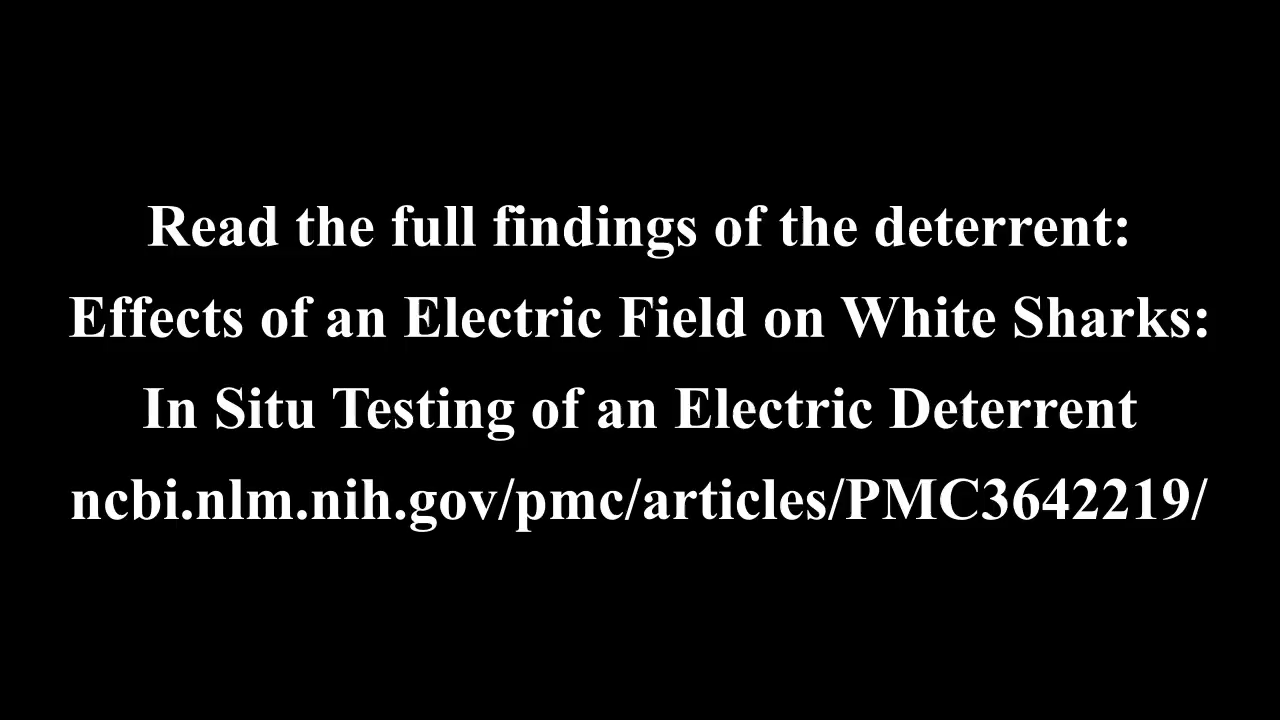 Read the full findings of the deterrent:
Effects of an Electric Field on White Sharks:
In Situ Testing of an Electric Deterrent
ncbi.nlm.nih.gov/pmc/articles/PMC3642219/